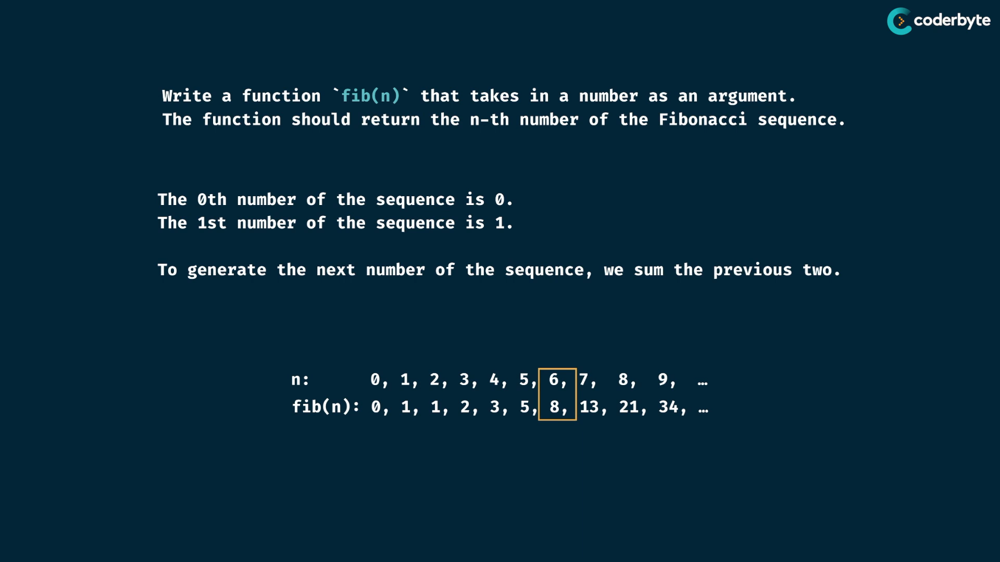 coderbyte
Write a function `fib(n)` that takes in a number as an argument.
The function should return the n-th number of the Fibonacci sequence.
The 0th number of the sequence is 0.
The 1st number of the sequence is 1.
To generate the next number of the sequence, we sum the previous two.
n: 0, 1, 2, 3, 4, 5, 6, 7, 8, 9, …
fib(n): 0, 1, 1, 2, 3, 5, 8, 13, 21, 34, …